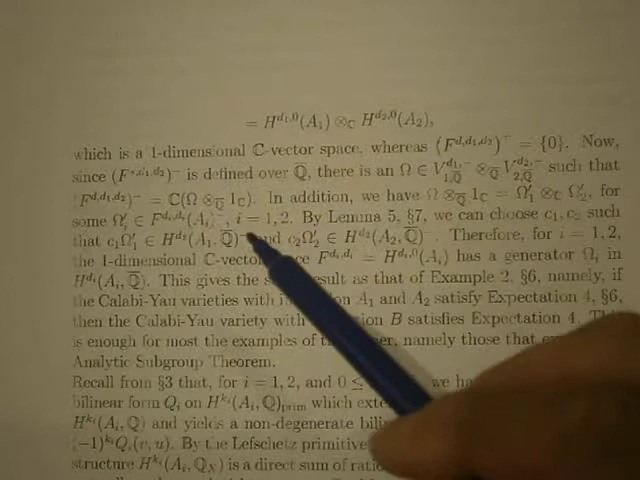 = H^{d_1,0}(A_1) ⊗_ℂ H^{d_2,0}(A_2),
which is a 1-dimensional ℂ-vector space, whereas (F^{d,d_1,d_2})^+ = {0}. Now,
since (F^{*,d_1,d_2})^- is defined over ℚ̅, there is an Ω ∈ V_{1,ℚ̅}^{d_1,-} ⊗_ℚ̅ V_{2,ℚ̅}^{d_2,-} such that
(F^{d,d_1,d_2})^- = ℂ(Ω ⊗_ℚ̅ 1_ℂ). In addition, we have Ω ⊗_ℚ̅ 1_ℂ = Ω′_1 ⊗_ℂ Ω′_2, for
some Ω′_i ∈ F^{d_i,d_i}(A_i)^-, i = 1, 2. By Lemma 5, §7, we can choose c_1, c_2 such
that c_1Ω′_1 ∈ H^{d_1}(A_1, ℚ̅)^- and c_2Ω′_2 ∈ H^{d_2}(A_2, ℚ̅)^-. Therefore, for i = 1, 2,
the 1-dimensional ℂ-vector F^{d_i,d_i} = H^{d_i,0}(A_i) has a generator Ω_i in
H^{d_i}(A_i, ℚ̅). This gives the result as that of Example 2, §6, namely, if
the Calabi-Yau varieties with A_1 and A_2 satisfy Expectation 4, §6,
then the Calabi-Yau variety with B satisfies Expectation 4. This
is enough for most the examples of namely those that
Analytic Subgroup Theorem.
Recall from §3 that, for i = 1, 2, and 0 ≤ we
bilinear form Q_i on H^{k_i}(A_i, ℚ)_prim which
H^{k_i}(A_i, ℚ) and yields a non-degenerate
(−1)^{k_i}Q_i(v, u). By the Lefschetz primitive
structure H^{k_i}(A_i, ℚ_X) is a direct sum of